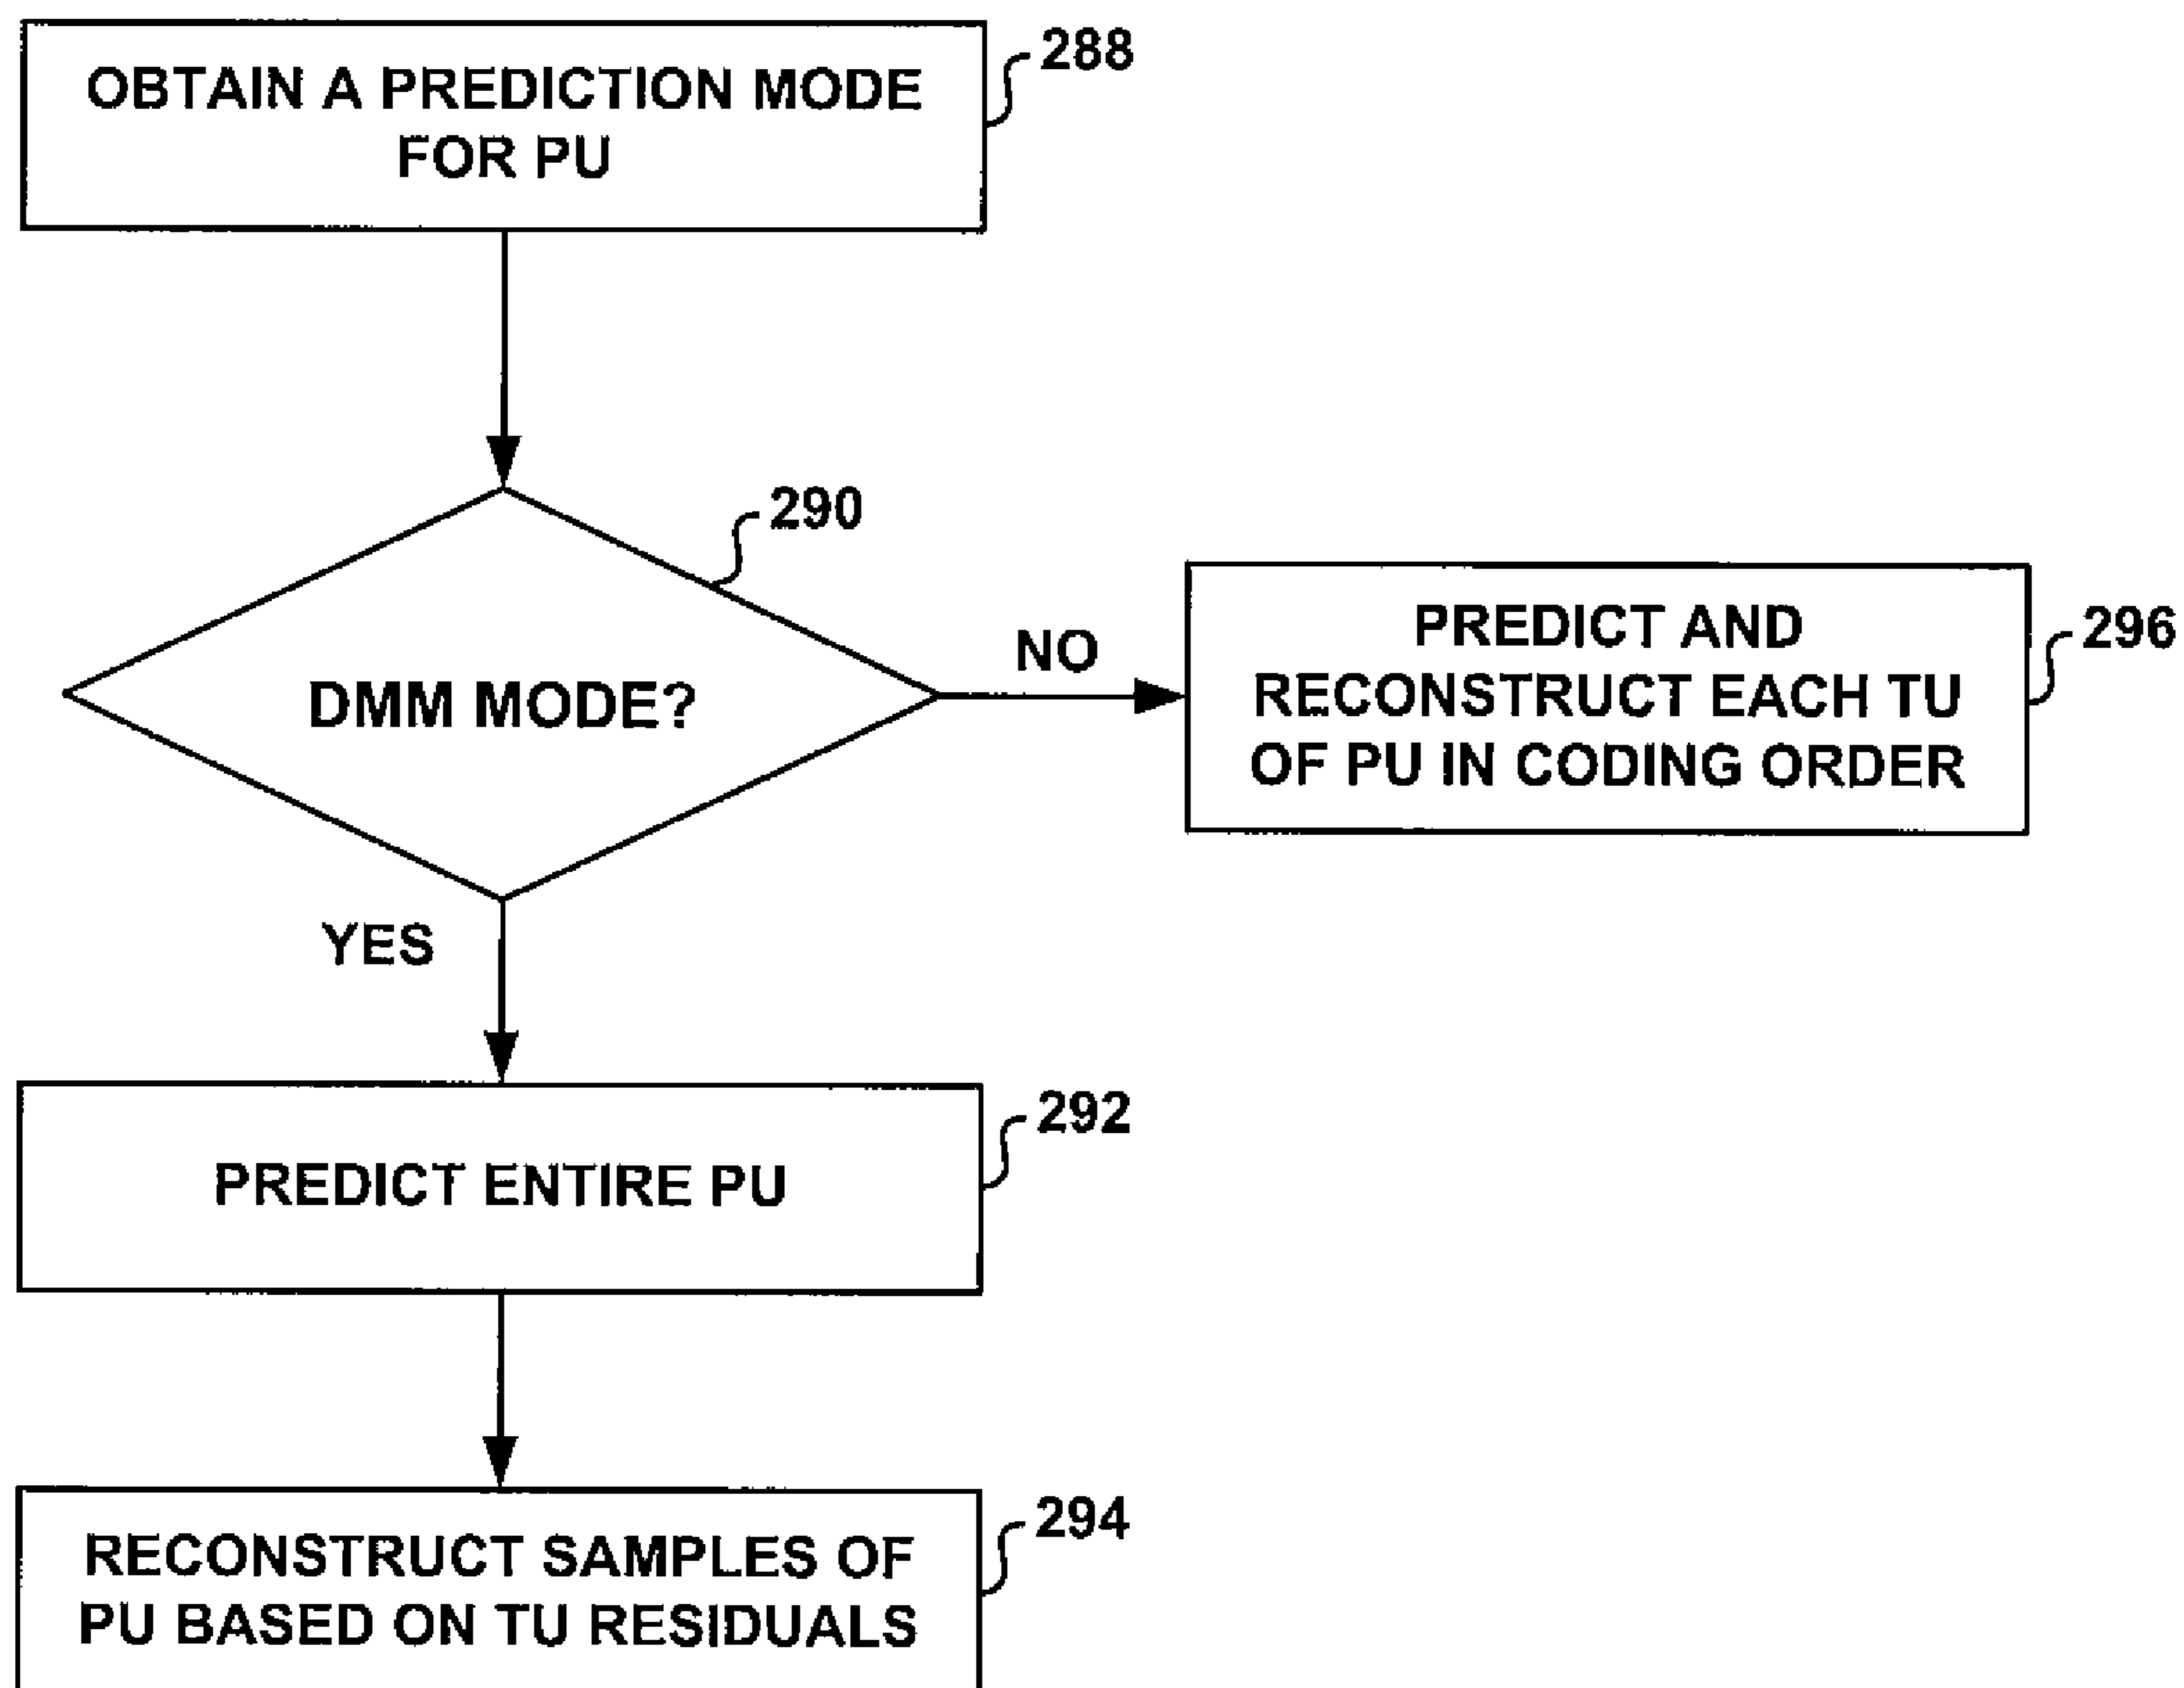 OBTAIN A PREDICTION MODE
FOR PU
288
290
DMM MODE?
NO
PREDICT AND
RECONSTRUCT EACH TU
OF PU IN CODING ORDER
296
YES
PREDICT ENTIRE PU
292
RECONSTRUCT SAMPLES OF
PU BASED ON TU RESIDUALS
294